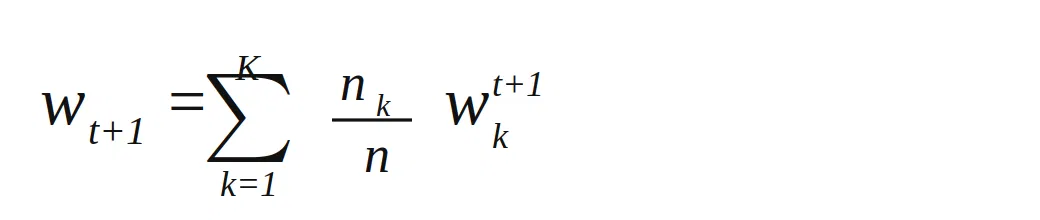 w_{t+1} = \sum_{k=1}^{K} \frac{n_k}{n} w_k^{t+1}